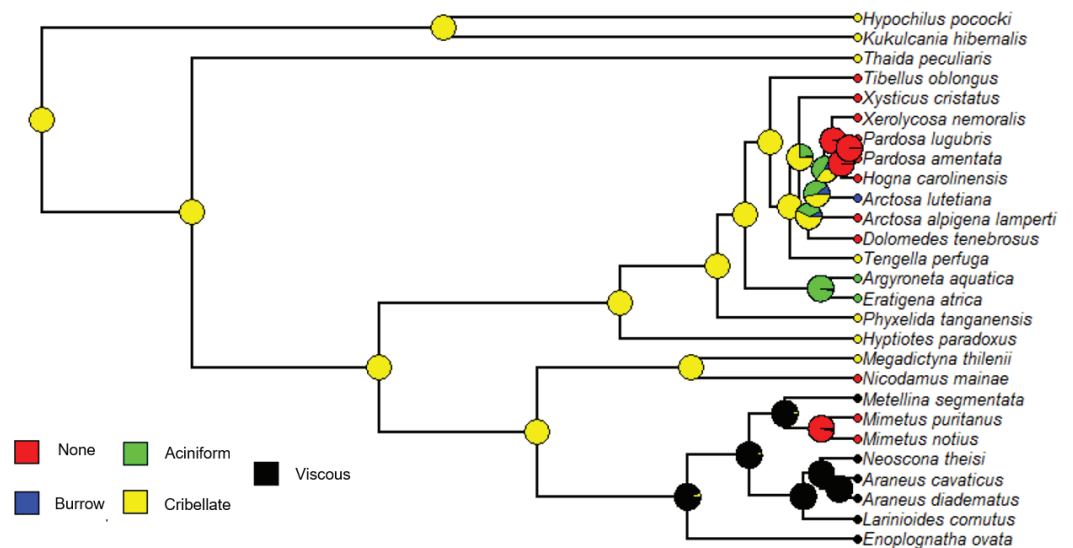 Hypochilus pococki
Kukulcania hibernalis
Thaida peculiaris
Tibellus oblongus
Xysticus cristatus
Xerolycosa nemoralis
Pardosa lugubris
Pardosa amentata
Hogna carolinensis
Arctosa lutetiana
Arctosa alpigena lamperti
Dolomedes tenebrosus
Tengella perfuga
Argyroneta aquatica
Eratigena atrica
Phyxelida tanganensis
Hyptiotes paradoxus
Megadictyna thilenii
Nicodamus mainae
Metellina segmentata
Mimetus puritanus
Mimetus notius
Neoscona theisi
Araneus cavaticus
Araneus diadematus
Larinioides cornutus
Enoplognatha ovata
None
Aciniform
Viscous
Burrow
Cribellate